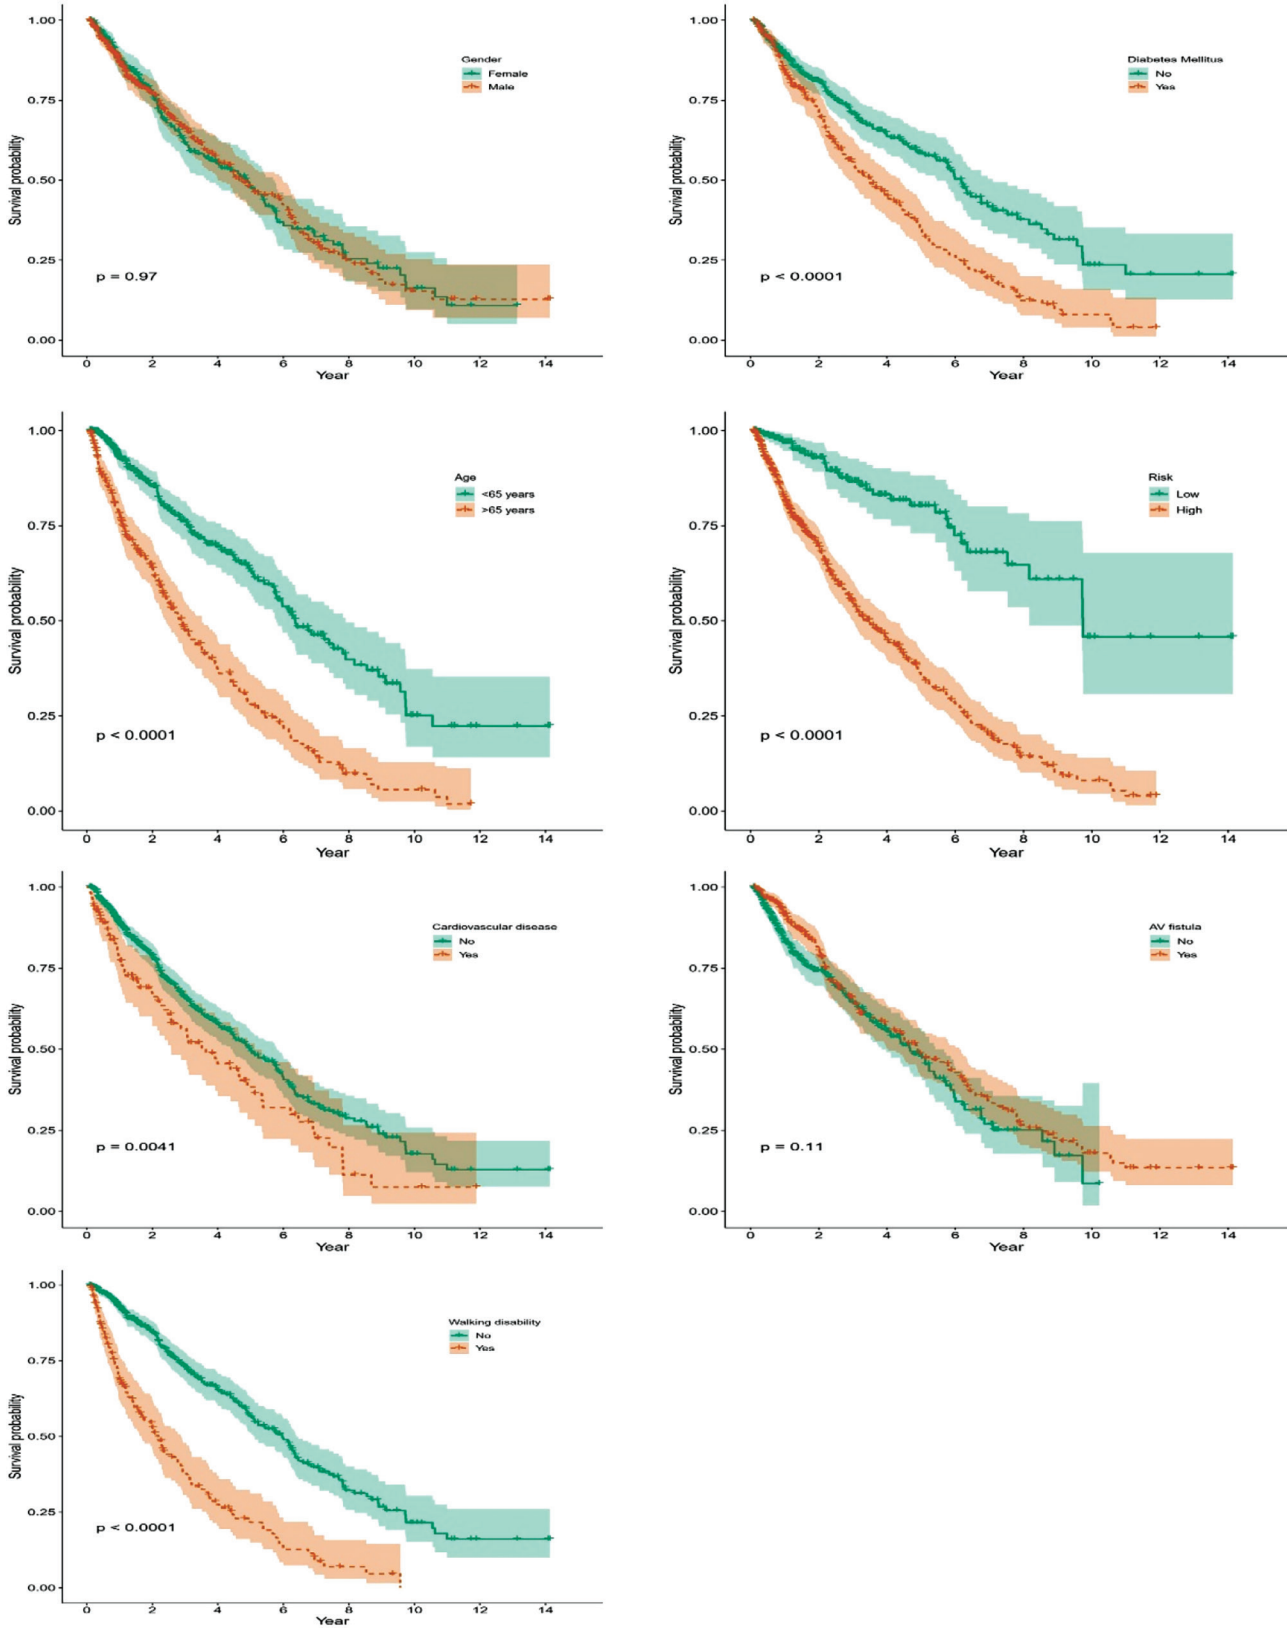 Survival probability
1.00
0.75
0.50
0.25
0.00
Gender
Female
Male
p = 0.97
0 2 4 6 8 10 12 14
Year
Survival probability
1.00
0.75
0.50
0.25
0.00
Diabetes Mellitus
No
Yes
p < 0.0001
0 2 4 6 8 10 12 14
Year
Survival probability
1.00
0.75
0.50
0.25
0.00
Age
<65 years
>65 years
p < 0.0001
0 2 4 6 8 10 12 14
Year
Survival probability
1.00
0.75
0.50
0.25
0.00
Risk
Low
High
p < 0.0001
0 2 4 6 8 10 12 14
Year
Survival probability
1.00
0.75
0.50
0.25
0.00
Cardiovascular disease
No
Yes
p = 0.0041
0 2 4 6 8 10 12 14
Year
Survival probability
1.00
0.75
0.50
0.25
0.00
AV fistula
No
Yes
p = 0.11
0 2 4 6 8 10 12 14
Year
Survival probability
1.00
0.75
0.50
0.25
0.00
Walking disability
No
Yes
p < 0.0001
0 2 4 6 8 10 12 14
Year